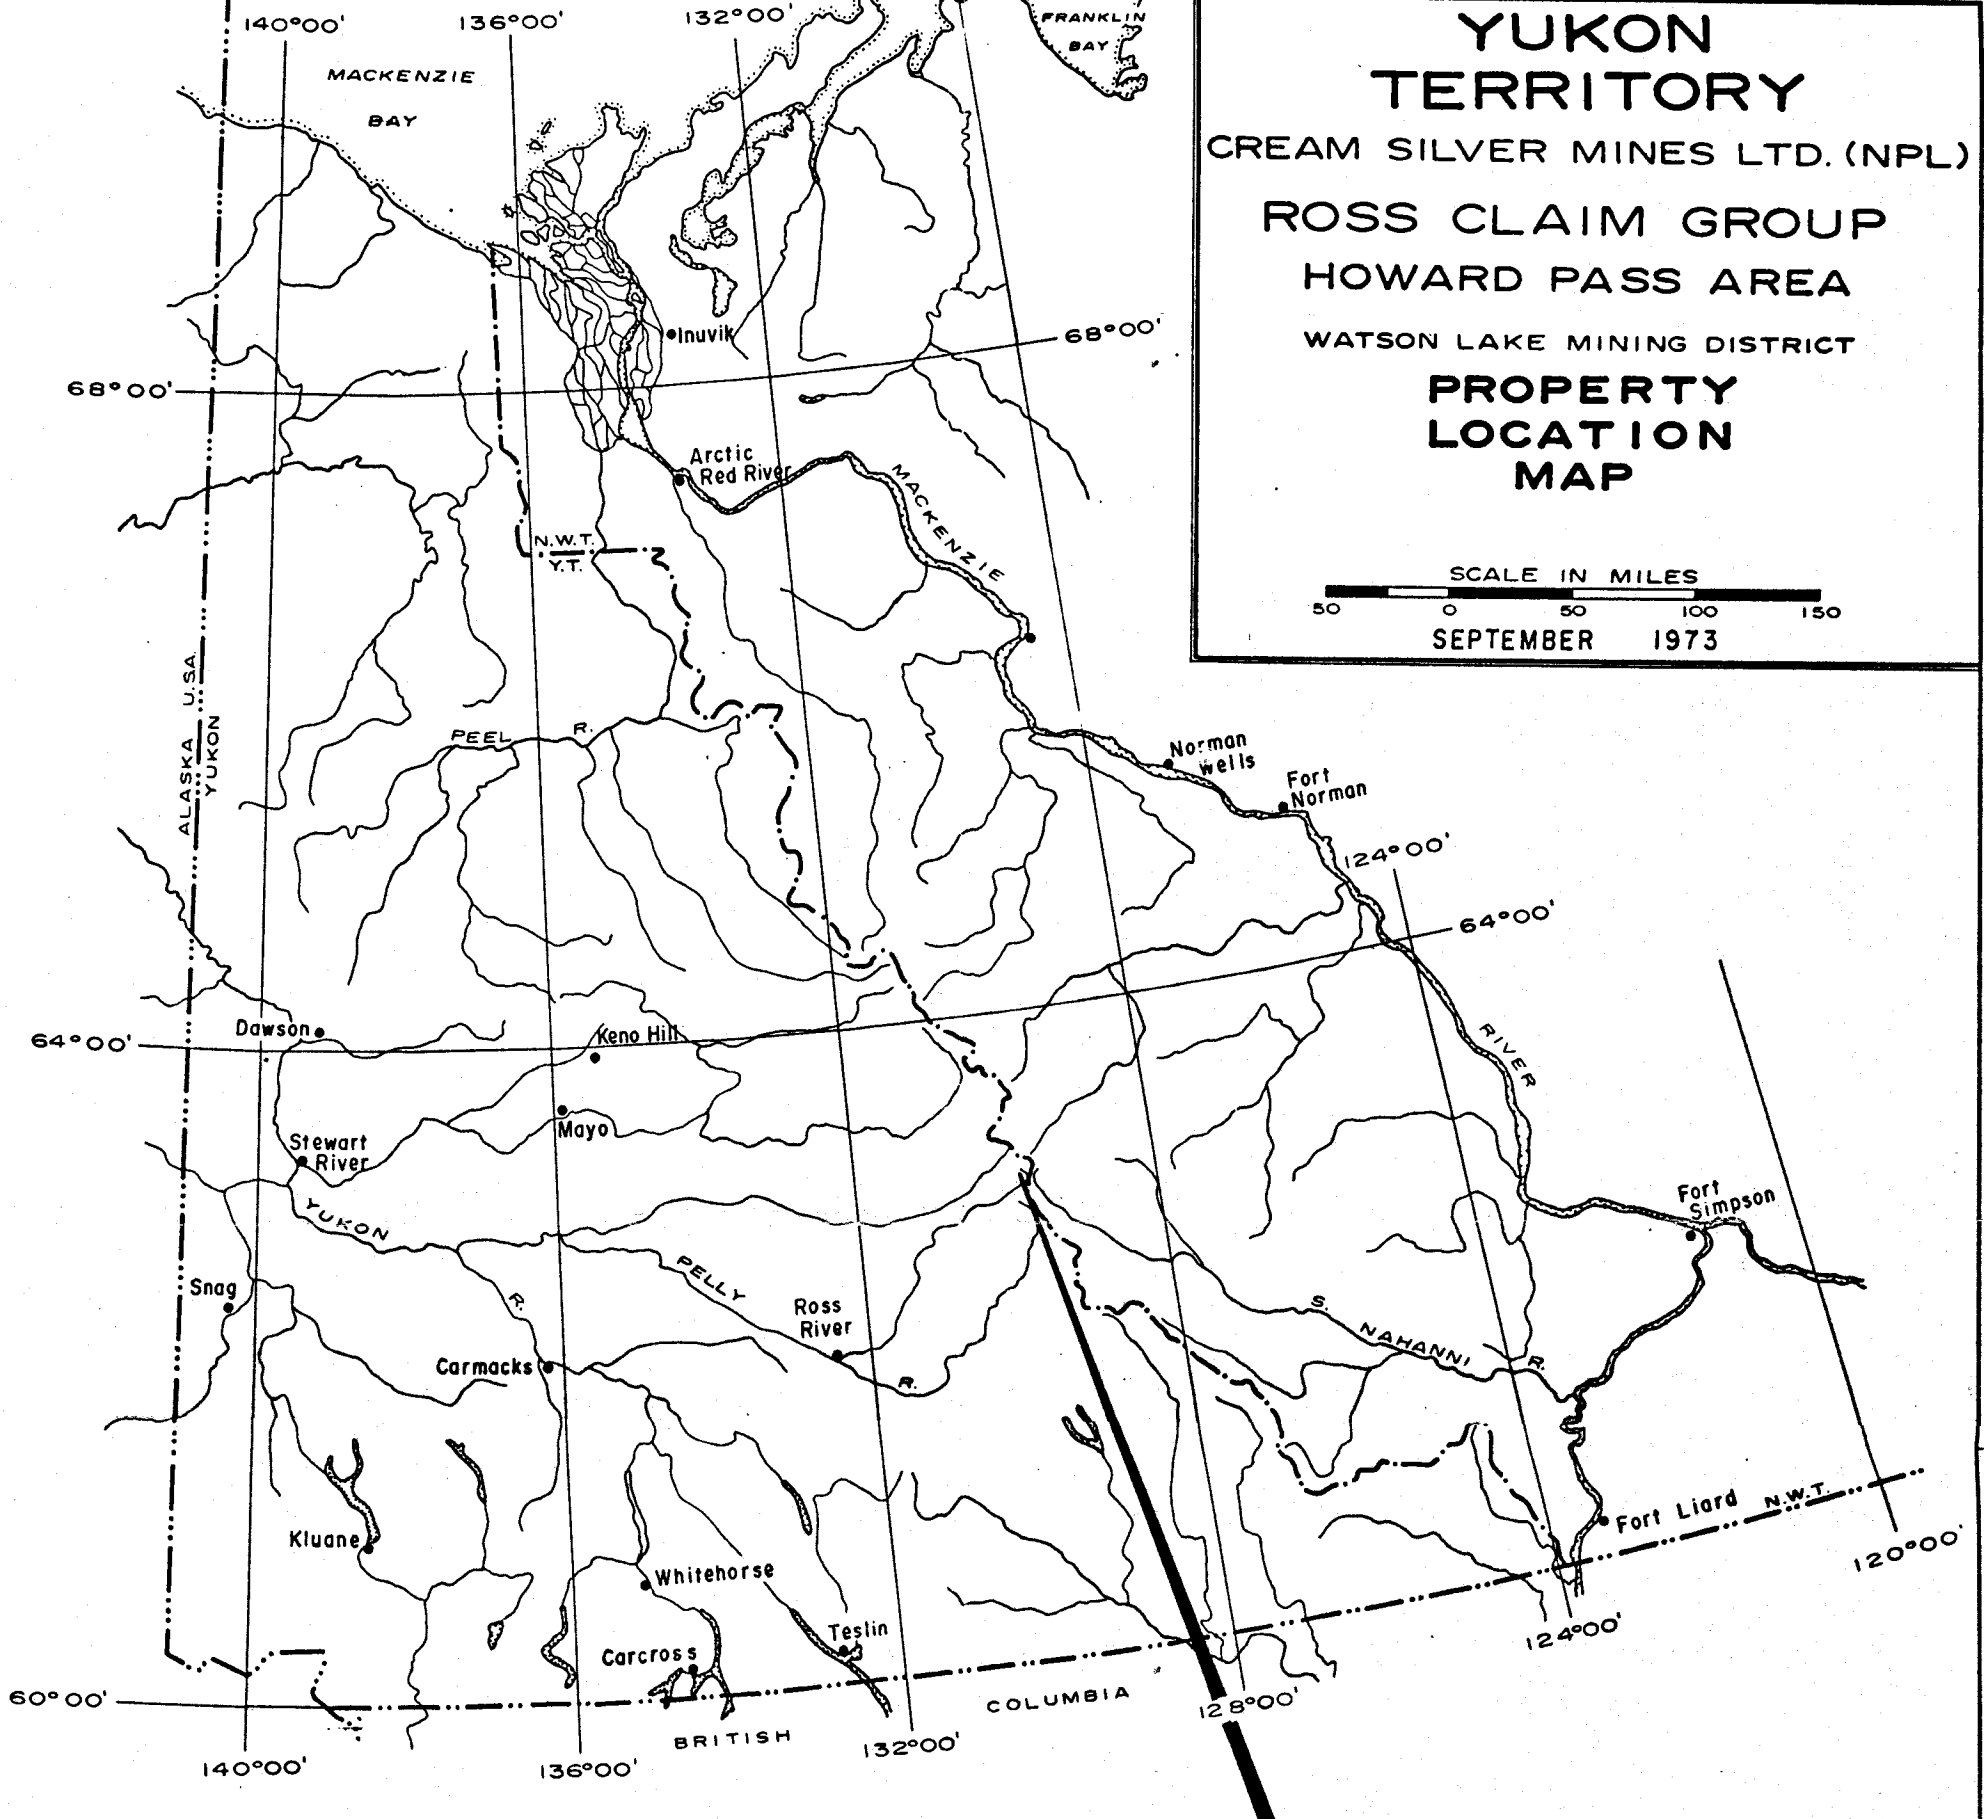 140°00'
136°00'
132°00'
FRANKLIN
BAY
MACKENZIE
BAY
YUKON
TERRITORY
CREAM SILVER MINES LTD. (NPL)
ROSS CLAIM GROUP
HOWARD PASS AREA
WATSON LAKE MINING DISTRICT
PROPERTY
LOCATION
MAP
SCALE IN MILES
50 0 50 100 150
SEPTEMBER 1973
Inuvik
68°00'
68°00'
Arctic
Red River
MACKENZIE
N.W.T.
Y.T.
ALASKA U.S.A.
YUKON
PEEL R.
Norman
wells
Fort
Norman
124°00'
64°00'
Dawson
64°00'
Keno Hill
RIVER
Mayo
Stewart
River
YUKON
R.
Fort
Simpson
Snag
PELLY
R.
Ross
River
S. NAHANNI R.
Carmacks
Kluane
Fort Liard
N.W.T.
120°00'
Whitehorse
Teslin
124°00'
Carcross
60°00'
COLUMBIA
128°00'
BRITISH
132°00'
140°00'
136°00'